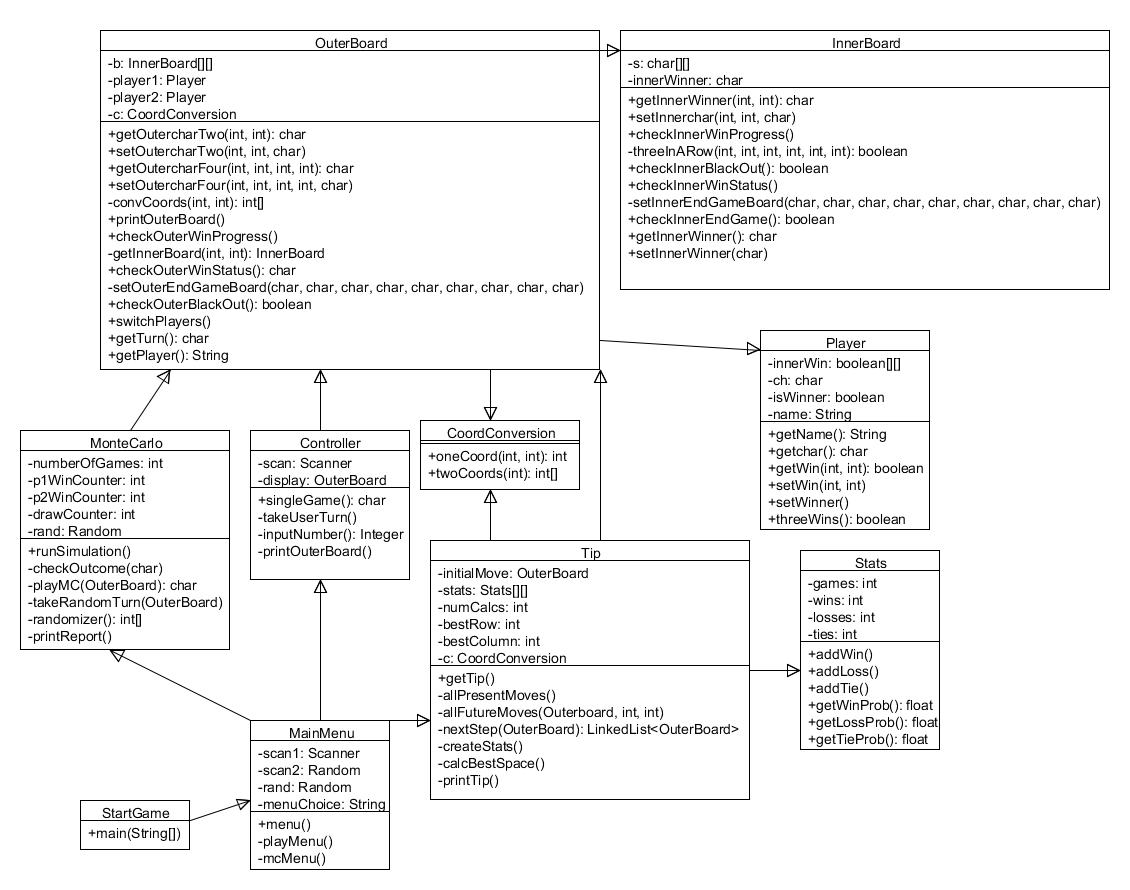 OuterBoard
-b: InnerBoard[][]
-player1: Player
-player2: Player
-c: CoordConversion
+getOutercharTwo(int, int): char
+setOutercharTwo(int, int, char)
+getOutercharFour(int, int, int, int): char
+setOutercharFour(int, int, int, int, char)
-convCoords(int, int): int[]
+printOuterBoard()
+checkOuterWinProgress()
-getInnerBoard(int, int): InnerBoard
+checkOuterWinStatus(): char
-setOuterEndGameBoard(char, char, char, char, char, char, char, char, char)
+checkOuterBlackOut(): boolean
+switchPlayers()
+getTurn(): char
+getPlayer(): String
InnerBoard
-s: char[][]
-innerWinner: char
+getInnerWinner(int, int): char
+setInnerchar(int, int, char)
+checkInnerWinProgress()
-threeInARow(int, int, int, int, int, int): boolean
+checkInnerBlackOut(): boolean
+checkInnerWinStatus()
-setInnerEndGameBoard(char, char, char, char, char, char, char, char, char)
+checkInnerEndGame(): boolean
+getInnerWinner(): char
+setInnerWinner(char)
Player
-innerWin: boolean[][]
-ch: char
-isWinner: boolean
-name: String
+getName(): String
+getchar(): char
+getWin(int, int): boolean
+setWin(int, int)
+setWinner()
+threeWins(): boolean
MonteCarlo
-numberOfGames: int
-p1WinCounter: int
-p2WinCounter: int
-drawCounter: int
-rand: Random
+runSimulation()
-checkOutcome(char)
-playMC(OuterBoard): char
-takeRandomTurn(OuterBoard)
-randomizer(): int[]
-printReport()
Controller
-scan: Scanner
-display: OuterBoard
+singleGame(): char
-takeUserTurn()
-inputNumber(): Integer
-printOuterBoard()
CoordConversion
+oneCoord(int, int): int
+twoCoords(int): int[]
Tip
-initialMove: OuterBoard
-stats: Stats[][]
-numCalcs: int
-bestRow: int
-bestColumn: int
-c: CoordConversion
+getTip()
-allPresentMoves()
-allFutureMoves(Outerboard, int, int)
-nextStep(OuterBoard): LinkedList<OuterBoard>
-createStats()
-calcBestSpace()
-printTip()
Stats
-games: int
-wins: int
-losses: int
-ties: int
+addWin()
+addLoss()
+addTie()
+getWinProb(): float
+getLossProb(): float
+getTieProb(): float
MainMenu
-scan1: Scanner
-scan2: Random
-rand: Random
-menuChoice: String
+menu()
-playMenu()
-mcMenu()
StartGame
+main(String[])